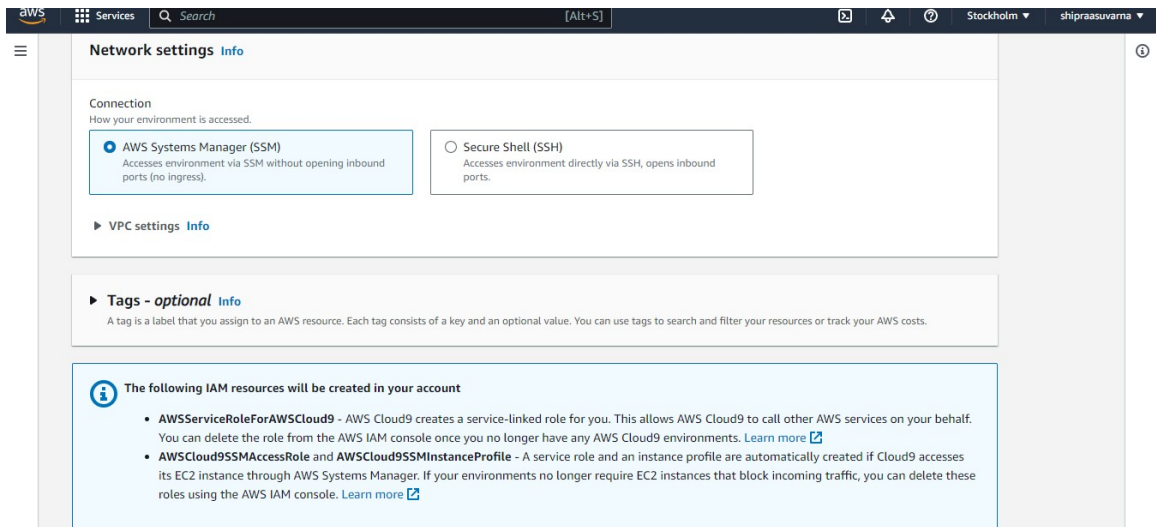 aws Services Search [Alt+S] Stockholm ▼ shipraasuvarna ▼
Network settings Info
Connection
How your environment is accessed.
AWS Systems Manager (SSM)
Accesses environment via SSM without opening inbound
ports (no ingress).
Secure Shell (SSH)
Accesses environment directly via SSH, opens inbound
ports.
▶ VPC settings Info
▶ Tags - optional Info
A tag is a label that you assign to an AWS resource. Each tag consists of a key and an optional value. You can use tags to search and filter your resources or track your AWS costs.
The following IAM resources will be created in your account
• AWSServiceRoleForAWSCloud9 - AWS Cloud9 creates a service-linked role for you. This allows AWS Cloud9 to call other AWS services on your behalf.
You can delete the role from the AWS IAM console once you no longer have any AWS Cloud9 environments. Learn more
• AWSCloud9SSMAccessRole and AWSCloud9SSMInstanceProfile - A service role and an instance profile are automatically created if Cloud9 accesses
its EC2 instance through AWS Systems Manager. If your environments no longer require EC2 instances that block incoming traffic, you can delete these
roles using the AWS IAM console. Learn more